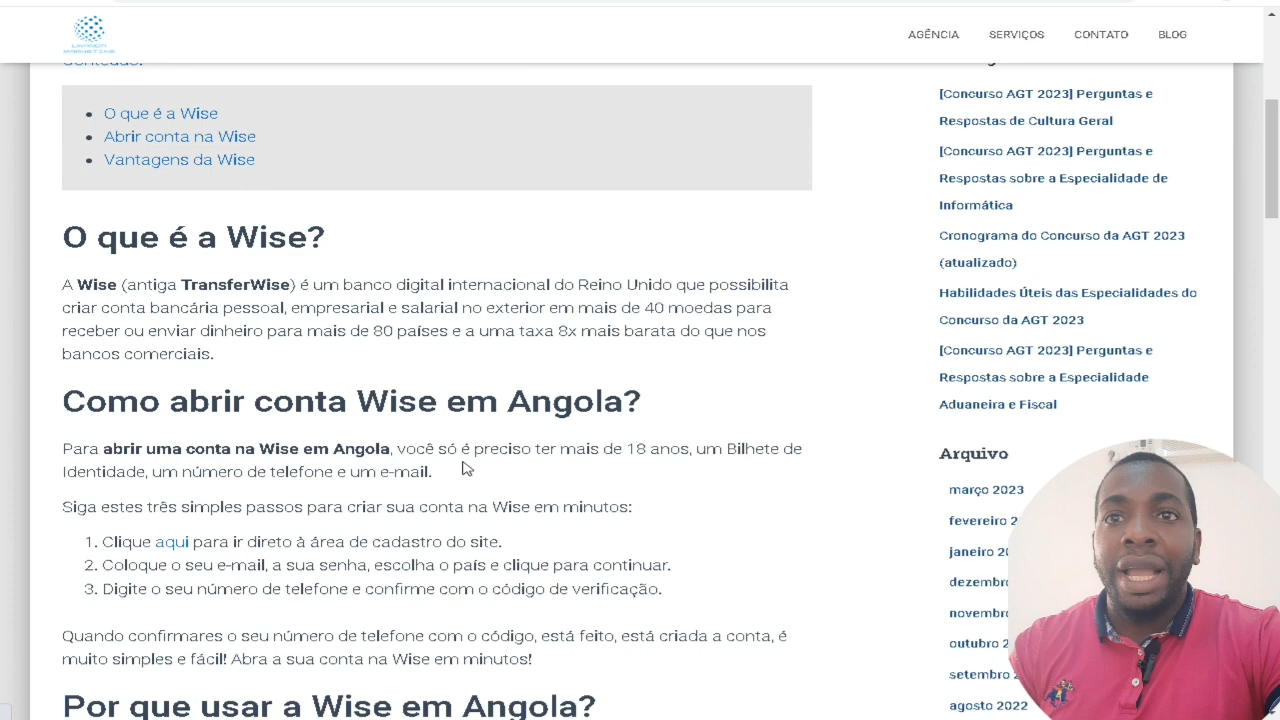 AGÊNCIA SERVIÇOS CONTATO BLOG
Conteúdo:
O que é a Wise
Abrir conta na Wise
Vantagens da Wise
O que é a Wise?
A Wise (antiga TransferWise) é um banco digital internacional do Reino Unido que possibilita
criar conta bancária pessoal, empresarial e salarial no exterior em mais de 40 moedas para
receber ou enviar dinheiro para mais de 80 países e a uma taxa 8x mais barata do que nos
bancos comerciais.
Como abrir conta Wise em Angola?
Para abrir uma conta na Wise em Angola, você só é preciso ter mais de 18 anos, um Bilhete de
Identidade, um número de telefone e um e-mail.
Siga estes três simples passos para criar sua conta na Wise em minutos:
1. Clique aqui para ir direto à área de cadastro do site.
2. Coloque o seu e-mail, a sua senha, escolha o país e clique para continuar.
3. Digite o seu número de telefone e confirme com o código de verificação.
Quando confirmares o seu número de telefone com o código, está feito, está criada a conta, é
muito simples e fácil! Abra a sua conta na Wise em minutos!
Por que usar a Wise em Angola?
[Concurso AGT 2023] Perguntas e
Respostas de Cultura Geral
[Concurso AGT 2023] Perguntas e
Respostas sobre a Especialidade de
Informática
Cronograma do Concurso da AGT 2023
(atualizado)
Habilidades Úteis das Especialidades do
Concurso da AGT 2023
[Concurso AGT 2023] Perguntas e
Respostas sobre a Especialidade
Aduaneira e Fiscal
Arquivo
março 2023
fevereiro 2
janeiro 20
dezembro
novembro
outubro 2
setembro
agosto 2022